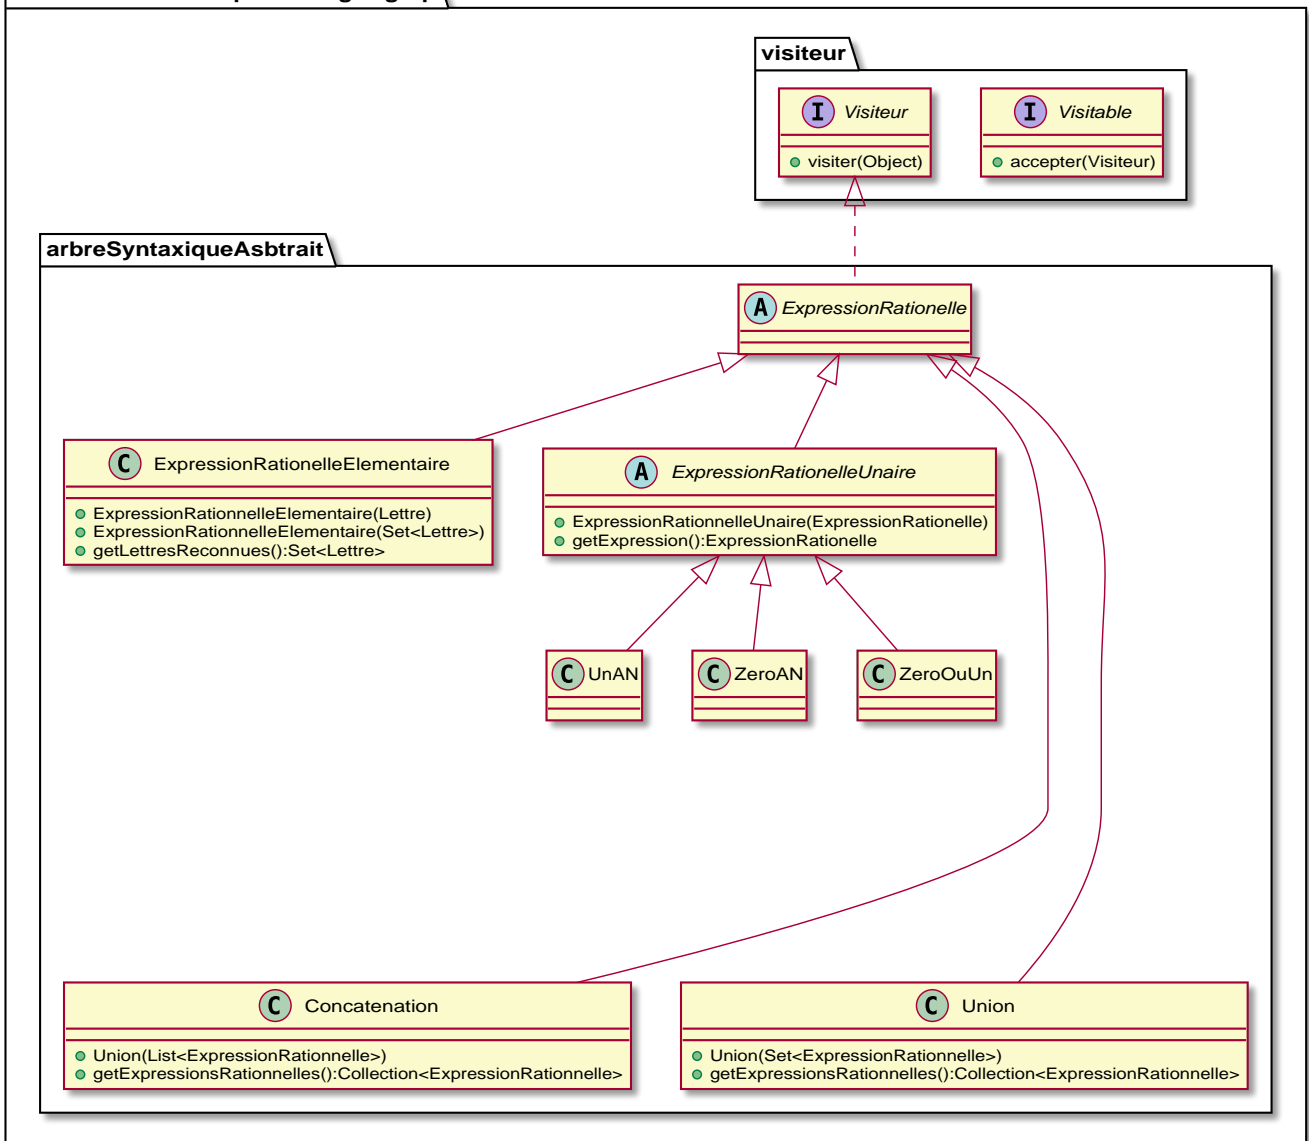 visiteur
I Visiteur
visiter(Object)
I Visitable
accepter(Visiteur)
arbreSyntaxiqueAsbtrait
A ExpressionRationelle
C ExpressionRationelleElementaire
ExpressionRationnelleElementaire(Lettre)
ExpressionRationnelleElementaire(Set<Lettre>)
getLettresReconnues():Set<Lettre>
A ExpressionRationelleUnaire
ExpressionRationnelleUnaire(ExpressionRationelle)
getExpression():ExpressionRationelle
C UnAN
C ZeroAN
C ZeroOuUn
C Concatenation
Union(List<ExpressionRationnelle>)
getExpressionsRationnelles():Collection<ExpressionRationnelle>
C Union
Union(Set<ExpressionRationnelle>)
getExpressionsRationnelles():Collection<ExpressionRationnelle>